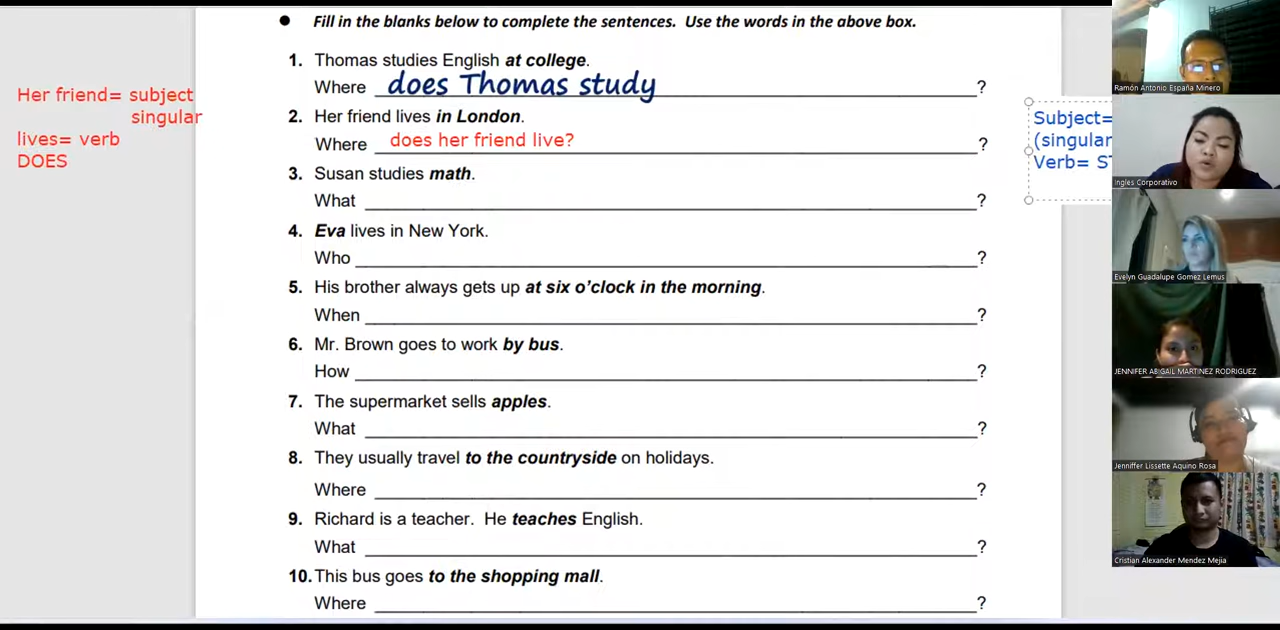 ● Fill in the blanks below to complete the sentences. Use the words in the above box.
1. Thomas studies English at college.
Where does Thomas study ?
2. Her friend lives in London.
Where does her friend live? ?
3. Susan studies math.
What ?
4. Eva lives in New York.
Who ?
5. His brother always gets up at six o'clock in the morning.
When ?
6. Mr. Brown goes to work by bus.
How ?
7. The supermarket sells apples.
What ?
8. They usually travel to the countryside on holidays.
Where ?
9. Richard is a teacher. He teaches English.
What ?
10. This bus goes to the shopping mall.
Where ?
Her friend= subject
singular
lives= verb
DOES
Subject=
(singular
Verb= S
Ramón Antonio España Minero
Ingles Corporativo
Evelyn Guadalupe Gomez Lemus
JENNIFER ABIGAIL MARTINEZ RODRIGUEZ
Jenniffer Lissette Aquino Rosa
Cristian Alexander Mendez Mejia